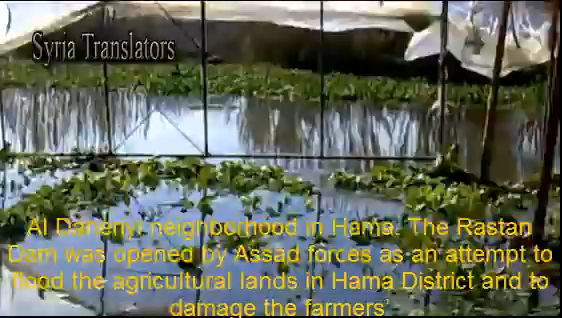 Syria Translators
Al Daheriyi neighborhood in Hama. The Rastan
Dam was opened by Assad forces as an attempt to
flood the agricultural lands in Hama District and to
damage the farmers'